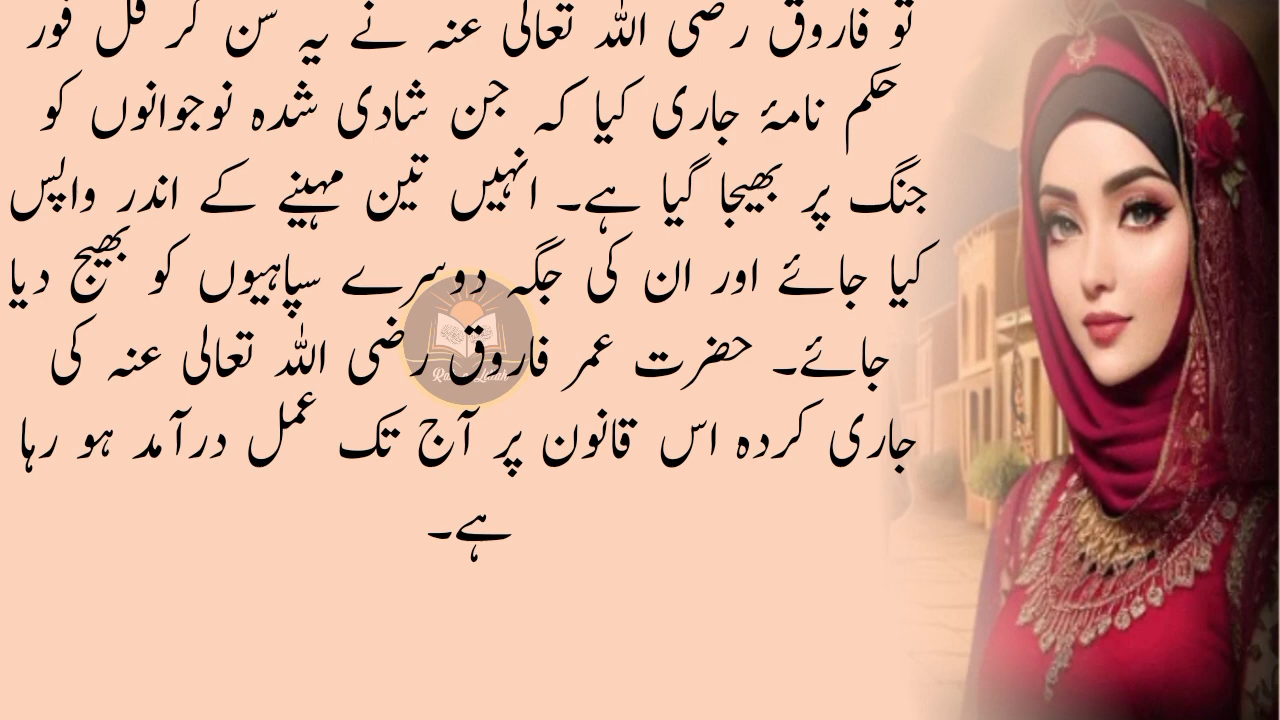 تو فاروق رضی اللہ تعالی عنہ نے یہ سن کر فل فور
حکم نامۂ جاری کیا کہ جن شادی شدہ نوجوانوں کو
جنگ پر بھیجا گیا ہے۔ انہیں تین مہینے کے اندر واپس
کیا جائے اور ان کی جگہ دوسرے سپاہیوں کو بھیج دیا
جائے۔ حضرت عمر فاروق رضی اللہ تعالی عنہ کی
جاری کردہ اس قانون پر آج تک عمل درآمد ہو رہا
ہے۔